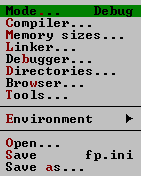 Mode... Debug
Compiler...
Memory sizes...
Linker...
Debugger...
Directories...
Browser...
Tools...
Environment ►
Open...
Save fp.ini
Save as...